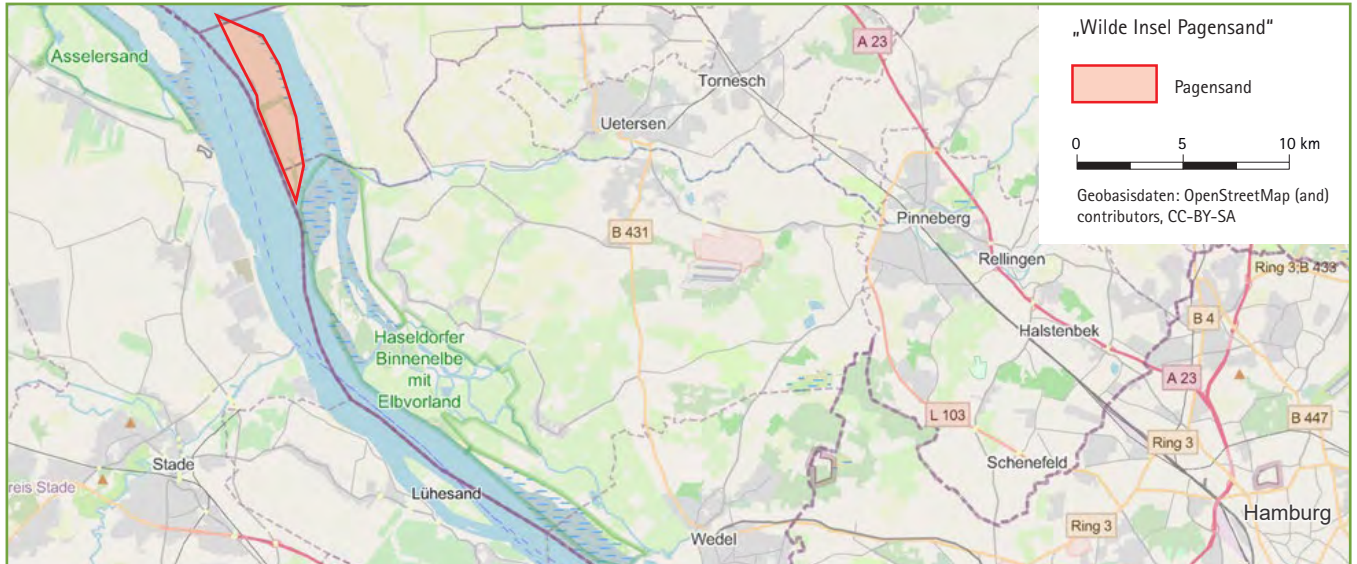 „Wilde Insel Pagensand“
Pagensand
0 5 10 km
Geobasisdaten: OpenStreetMap (and)
contributors, CC-BY-SA
Asselersand
A 23
Tornesch
Uetersen
B 431
Pinneberg
Rellingen
Ring 3;B 433
B 4
Halstenbek
A 23
Haseldorfer
Binnenelbe
mit
Elbvorland
L 103
B 447
Ring 3
Stade
Schenefeld
reis Stade
Lühesand
Hamburg
Ring 3
Wedel